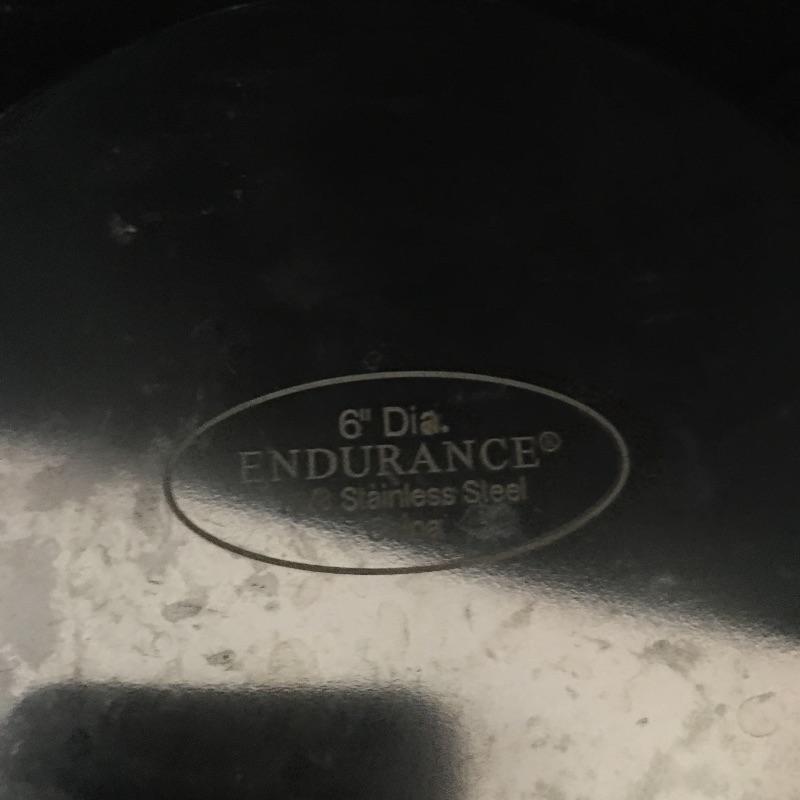 6" Dia.
ENDURANCE®
Stainless Steel